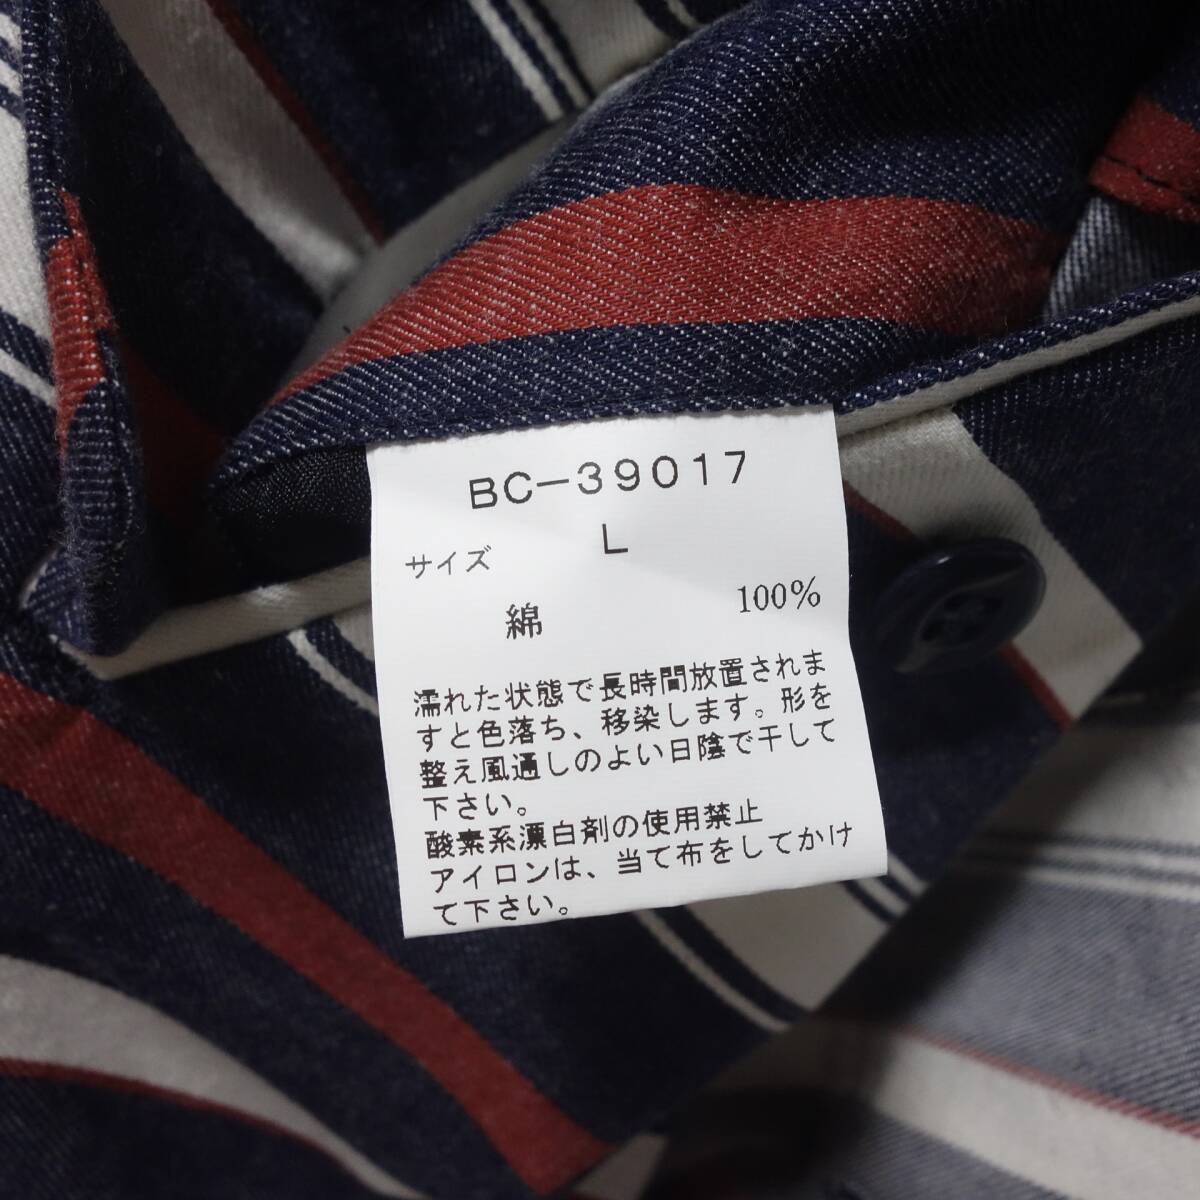 BC-39017
サイズ L
綿 100%
濡れた状態で長時間放置されま
すと色落ち、移染します。形を
整え風通しのよい日陰で干して
下さい。
酸素系漂白剤の使用禁止
アイロンは、当て布をしてかけ
て下さい。